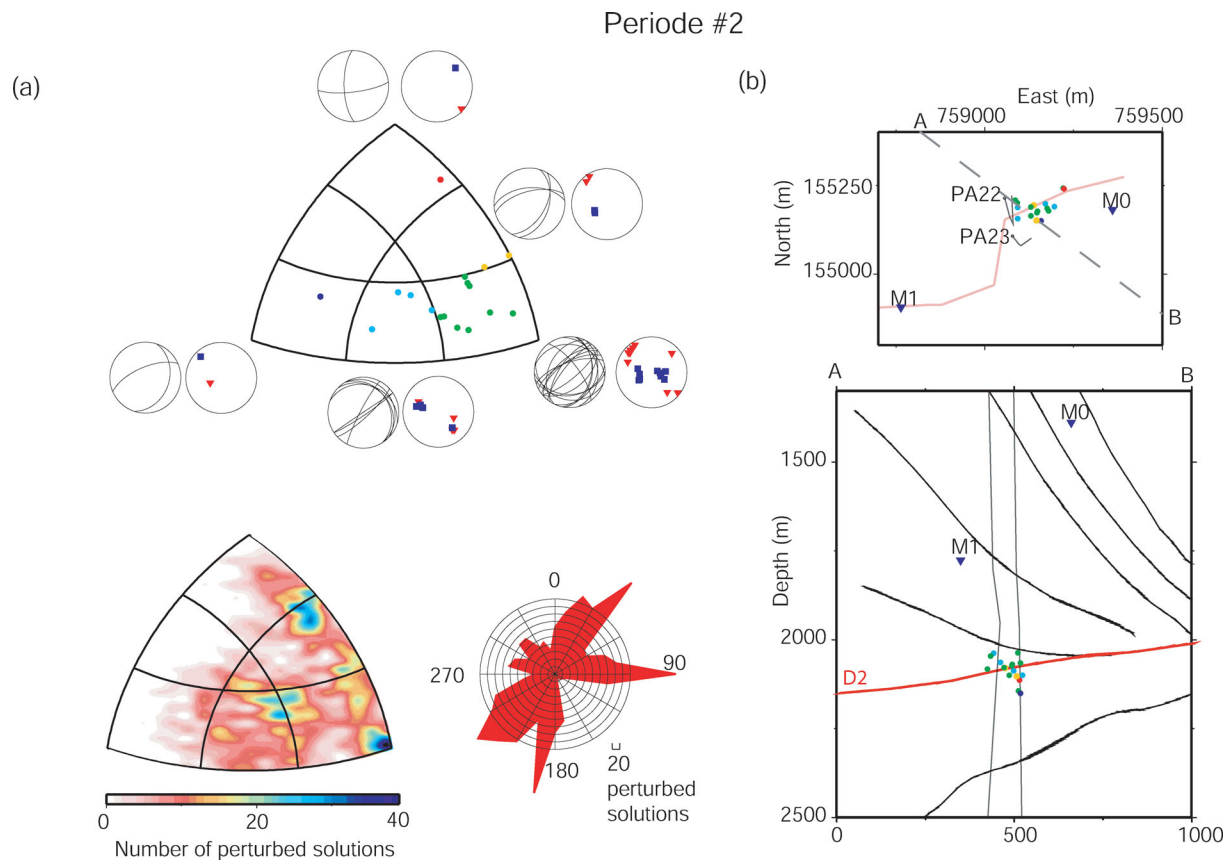 Periode #2
(a)
0
270
90
180
20
perturbed
solutions
0
20
40
Number of perturbed solutions
(b)
East (m)
759000
759500
A
155250
155000
North (m)
PA22
PA23
M0
M1
B
A
B
M0
M1
D2
1500
2000
2500
Depth (m)
0
500
1000